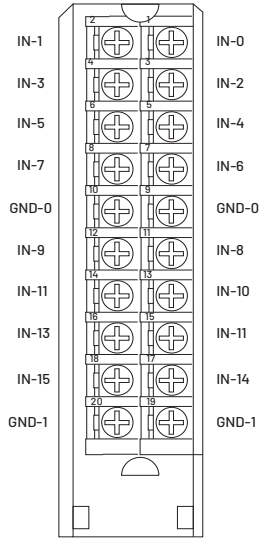 2 1
IN-1 IN-0
4 3
IN-3 IN-2
6 5
IN-5 IN-4
8 7
IN-7 IN-6
10 9
GND-0 GND-0
12 11
IN-9 IN-8
14 13
IN-11 IN-10
16 15
IN-13 IN-11
18 17
IN-15 IN-14
20 19
GND-1 GND-1